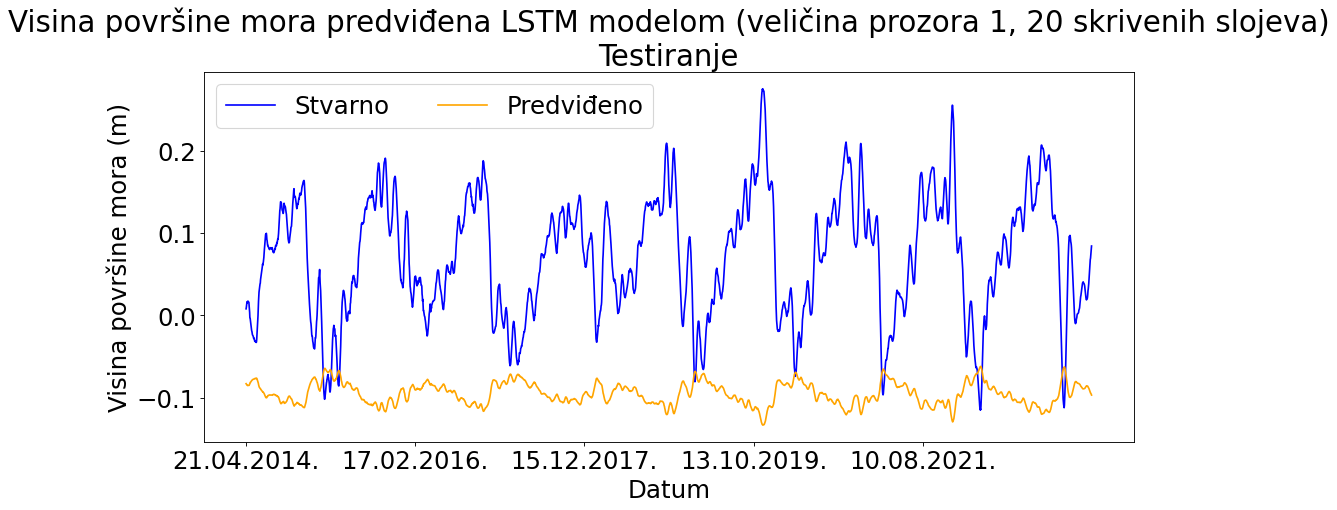 Visina površine mora predviđena LSTM modelom (veličina prozora 1, 20 skrivenih slojeva)
Testiranje
Stvarno Predviđeno
Visina površine mora (m)
0.2
0.1
0.0
−0.1
21.04.2014. 17.02.2016. 15.12.2017. 13.10.2019. 10.08.2021.
Datum